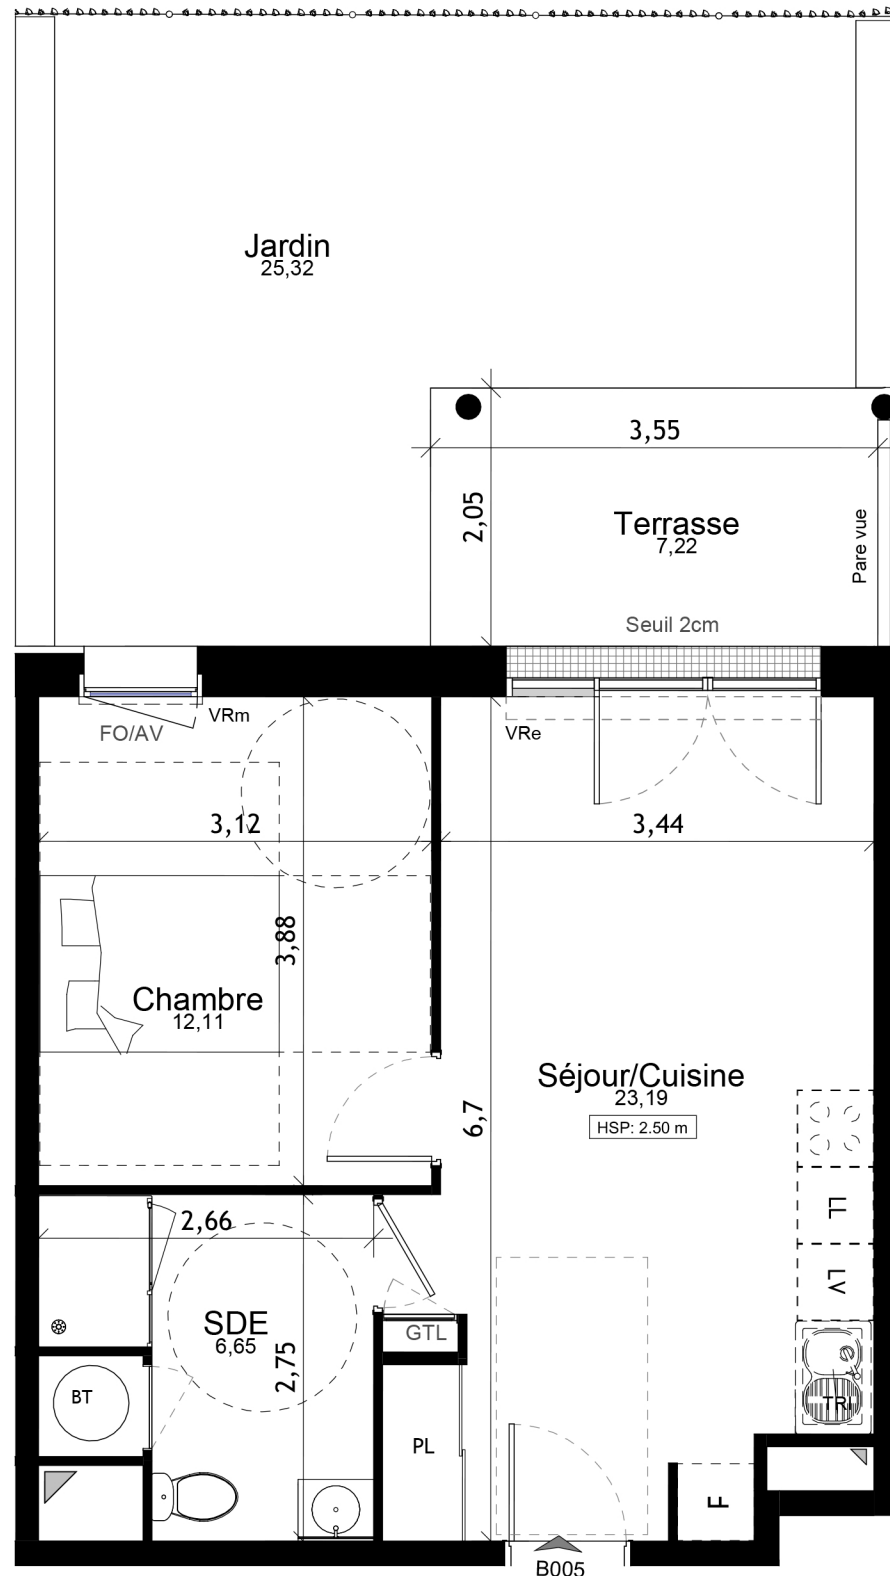 Jardin
25,32
3,55
2,05
Terrasse
7,22
Pare vue
Seuil 2cm
FO/AV
VRm
VRe
3,12
3,44
3,88
Chambre
12,11
Séjour/Cuisine
23,19
HSP: 2.50 m
6,7
LL
LV
2,66
SDE
6,65
2,75
GTL
BT
PL
TRI
F
B005